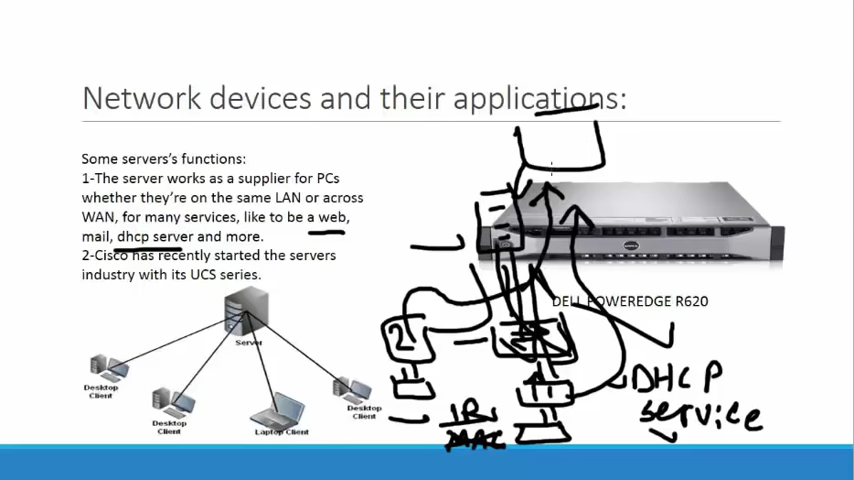 Network devices and their applications:
Some servers's functions:
1-The server works as a supplier for PCs
whether they're on the same LAN or across
WAN, for many services, like to be a web,
mail, dhcp server and more.
2-Cisco has recently started the servers
industry with its UCS series.
DELL POWEREDGE R620
Server
Desktop
Client
Desktop
Client
Laptop Client
Desktop
Client
2
DHCP
service